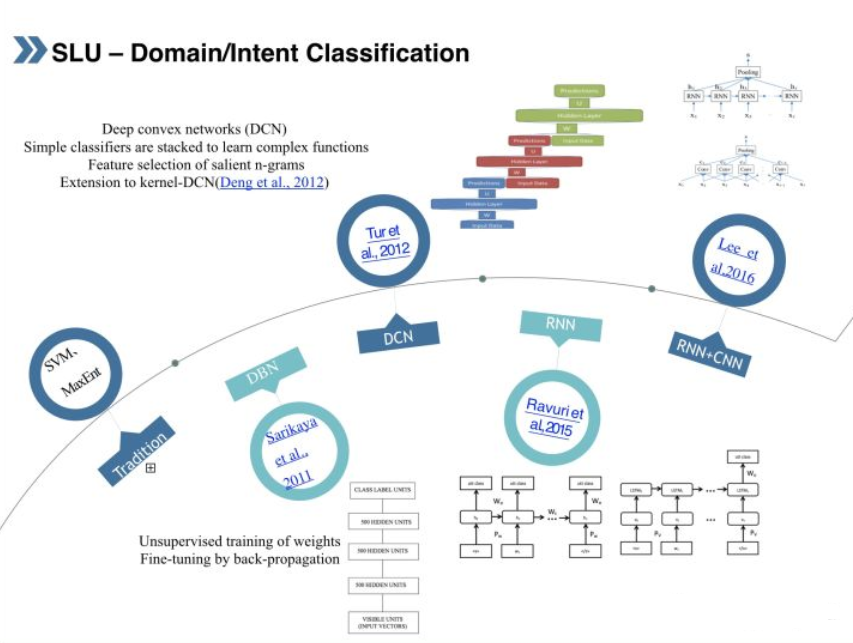 SLU – Domain/Intent Classification
Deep convex networks (DCN)
Simple classifiers are stacked to learn complex functions
Feature selection of salient n-grams
Extension to kernel-DCN(Deng et al., 2012)
Predictions
U
Hidden Layer
W
Predictions
Input Data
U
Hidden Layer
W
Predictions
Input Data
U
Hidden Layer
W
Input Data
Pooling
RNN
RNN
RNN
RNN
Pooling
Conv
Conv
Conv
Conv
SVM、
MaxEnt
Tradition
DBN
Sarikaya
et al.,
2011
Tur et
al., 2012
DCN
RNN
Ravuri et
al.,2015
Lee et
al,2016
RNN+CNN
Unsupervised training of weights
Fine-tuning by back-propagation
CLASS LABEL UNITS
500 HIDDEN UNITS
500 HIDDEN UNITS
500 HIDDEN UNITS
VISIBLE UNITS
(INPUT VECTORS)